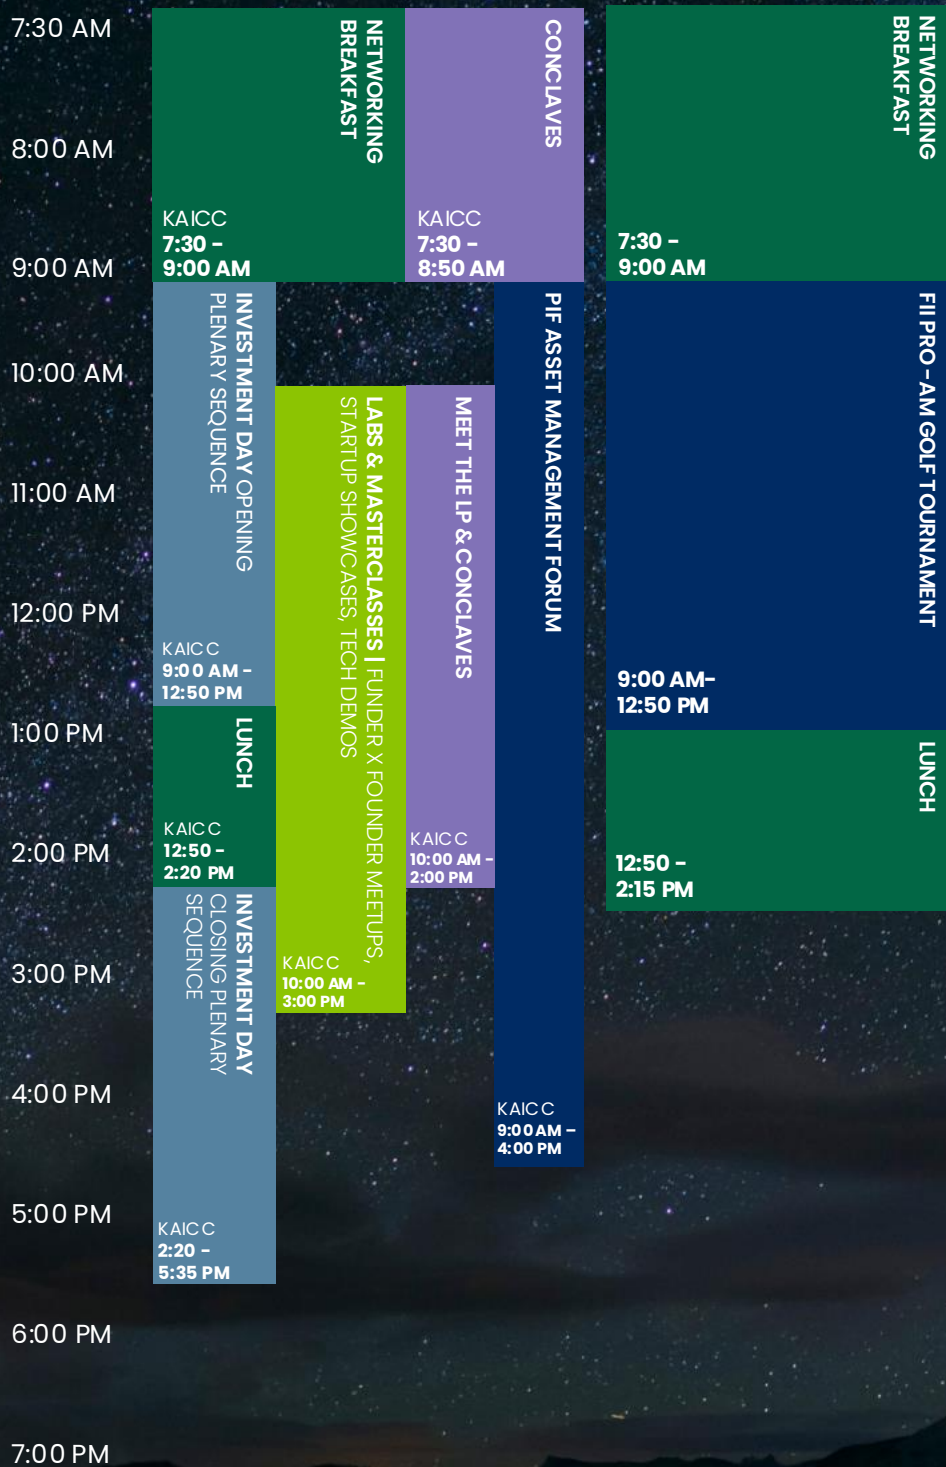 7:30 AM
8:00 AM
9:00 AM
10:00 AM
11:00 AM
12:00 PM
1:00 PM
2:00 PM
3:00 PM
4:00 PM
5:00 PM
6:00 PM
7:00 PM
NETWORKING
BREAKFAST
KAICC
7:30 –
9:00 AM
CONCLAVES
KAICC
7:30 –
8:50 AM
NETWORKING
BREAKFAST
7:30 –
9:00 AM
INVESTMENT DAY OPENING
PLENARY SEQUENCE
KAICC
9:00 AM –
12:50 PM
LABS & MASTERCLASSES | FUNDER X FOUNDER MEETUPS,
STARTUP SHOWCASES, TECH DEMOS
KAICC
10:00 AM –
3:00 PM
MEET THE LP & CONCLAVES
KAICC
10:00 AM –
2:00 PM
PIF ASSET MANAGEMENT FORUM
KAICC
9:00 AM –
4:00 PM
FII PRO – AM GOLF TOURNAMENT
9:00 AM–
12:50 PM
LUNCH
KAICC
12:50 –
2:20 PM
LUNCH
12:50 –
2:15 PM
INVESTMENT DAY
CLOSING PLENARY
SEQUENCE
KAICC
2:20 –
5:35 PM